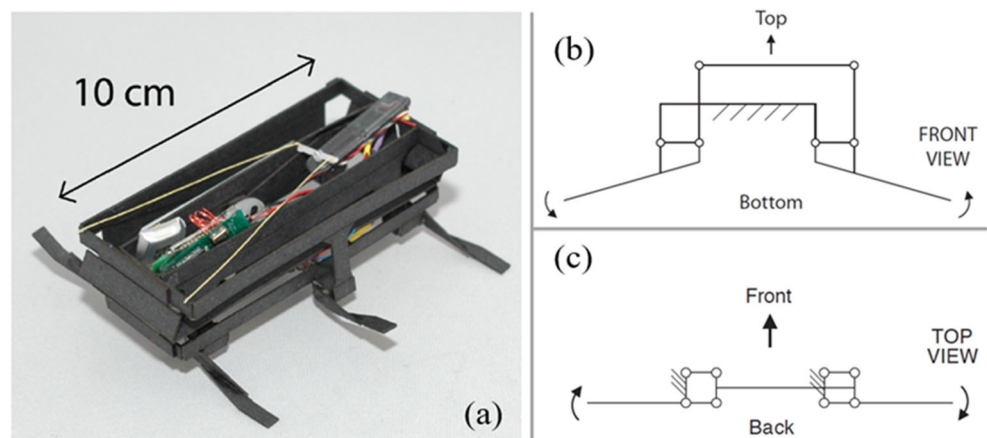 10 cm
(a)
(b)
Top
FRONT
VIEW
Bottom
(c)
Front
TOP
VIEW
Back